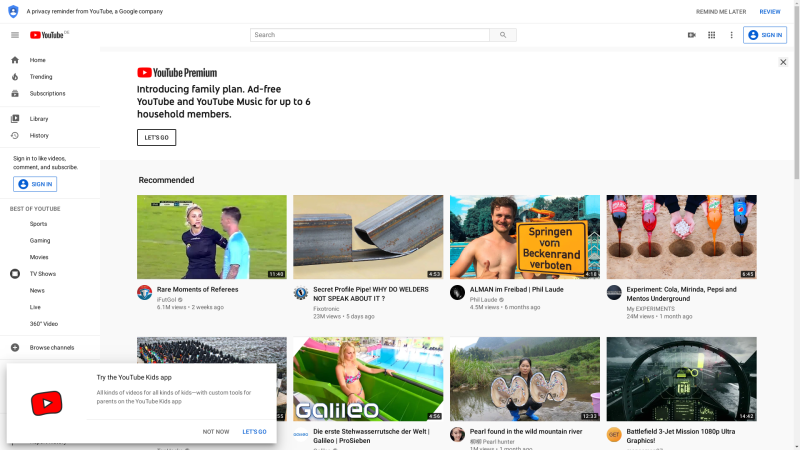 A privacy reminder from YouTube, a Google company
REMIND ME LATER
REVIEW
YouTube DE
Search
SIGN IN
Home
Trending
Subscriptions
Library
History
Sign in to like videos,
comment, and subscribe.
SIGN IN
BEST OF YOUTUBE
Sports
Gaming
Movies
TV Shows
News
Live
360° Video
Browse channels
YouTube Premium
Introducing family plan. Ad-free
YouTube and YouTube Music for up to 6
household members.
LET'S GO
Recommended
11:40
Rare Moments of Referees
iFutGol
6.1M views • 2 weeks ago
4:53
Secret Profile Pipe! WHY DO WELDERS
NOT SPEAK ABOUT IT ?
Fixotronic
23M views • 5 days ago
Springen
vom
Beckenrand
verboten
4:18
ALMAN im Freibad | Phil Laude
Phil Laude
4.5M views • 6 months ago
6:45
Experiment: Cola, Mirinda, Pepsi and
Mentos Underground
My EXPERIMENTS
24M views • 1 month ago
Galileo
4:56
Die erste Stehwasserrutsche der Welt |
Galileo | ProSieben
12:33
Pearl found in the wild mountain river
Pearl hunter
1M views • 1 year ago
14:42
Battlefield 3-Jet Mission 1080p Ultra
Graphics!
Try the YouTube Kids app
All kinds of videos for all kinds of kids—with custom tools for
parents on the YouTube Kids app
NOT NOW
LET'S GO